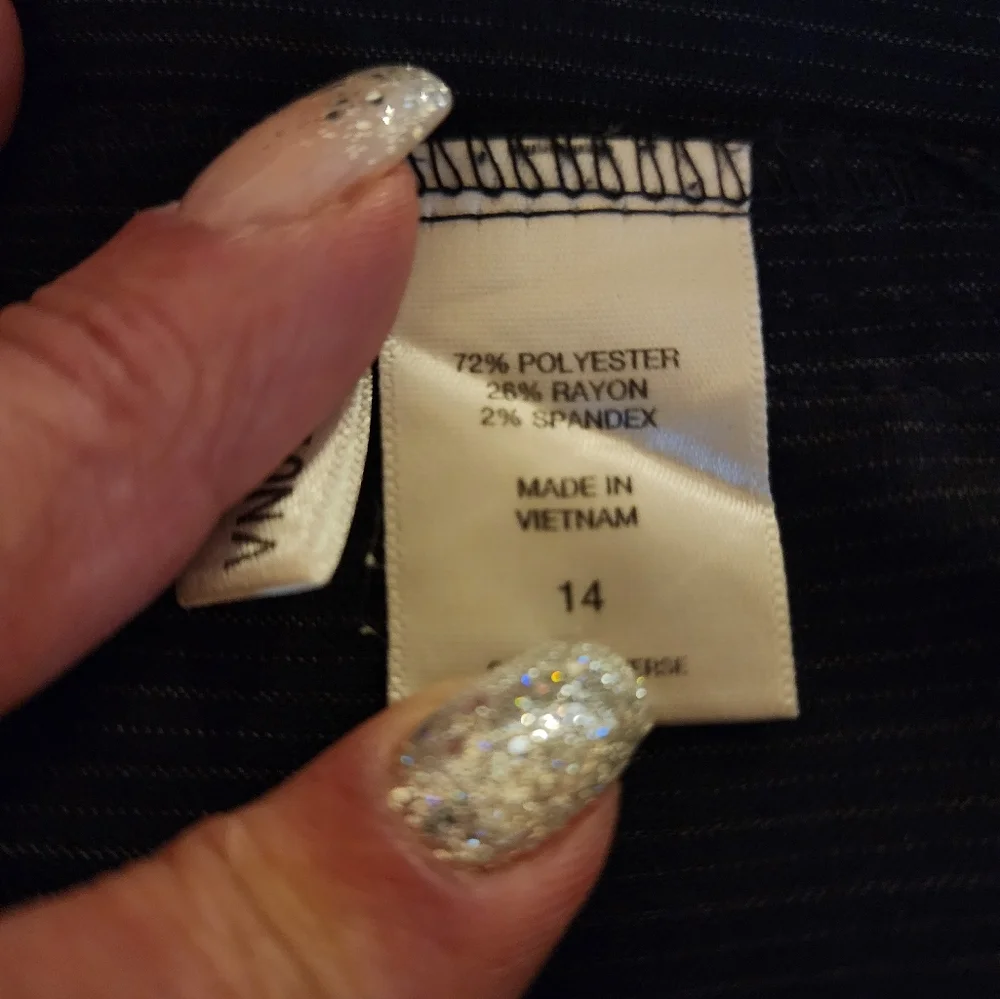 72% POLYESTER
26% RAYON
2% SPANDEX
MADE IN
VIETNAM
14